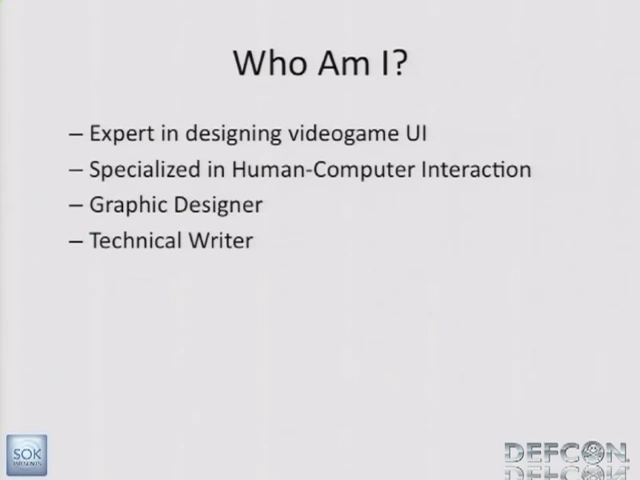 Who Am I?
– Expert in designing videogame UI
– Specialized in Human-Computer Interaction
– Graphic Designer
– Technical Writer
SOK
DEFCON